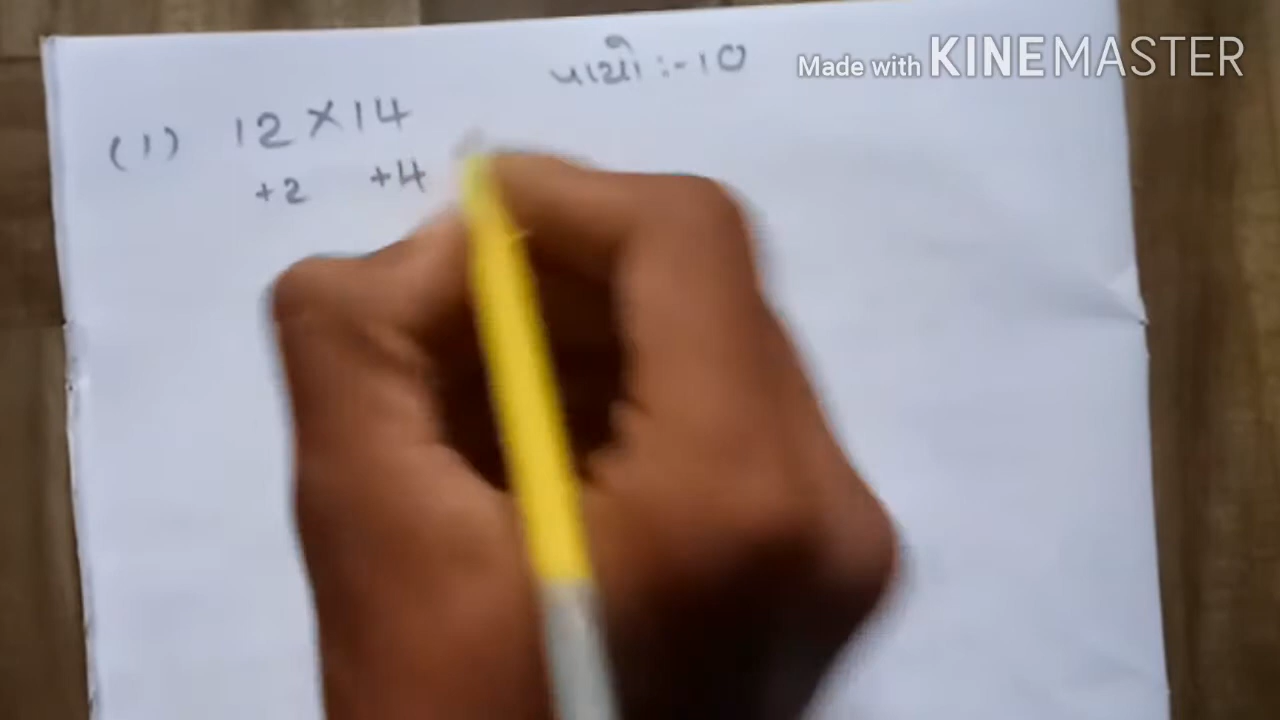 પાયો :- 10
Made with KINEMASTER
(1) 12 × 14
+2 +4